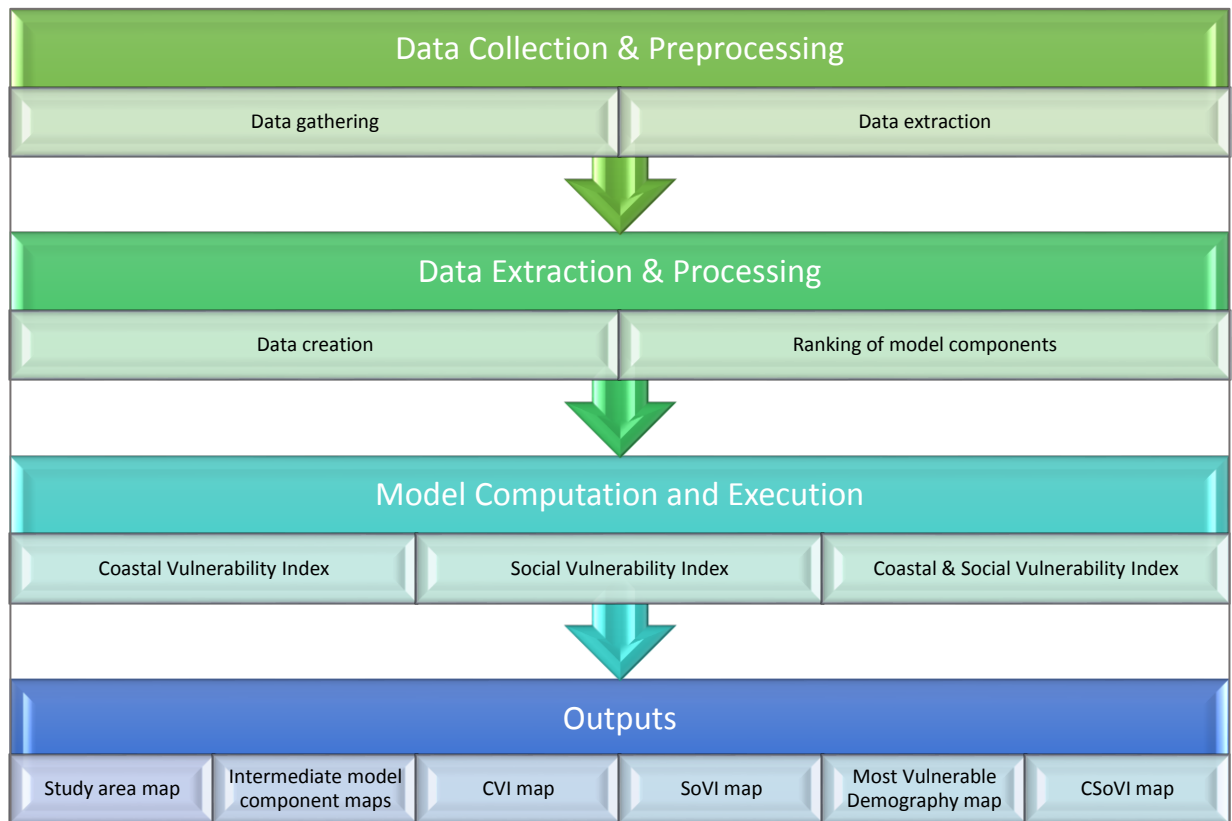 Data Collection & Preprocessing
Data gathering
Data extraction
Data Extraction & Processing
Data creation
Ranking of model components
Model Computation and Execution
Coastal Vulnerability Index
Social Vulnerability Index
Coastal & Social Vulnerability Index
Outputs
Study area map
Intermediate model
component maps
CVI map
SoVI map
Most Vulnerable
Demography map
CSoVI map